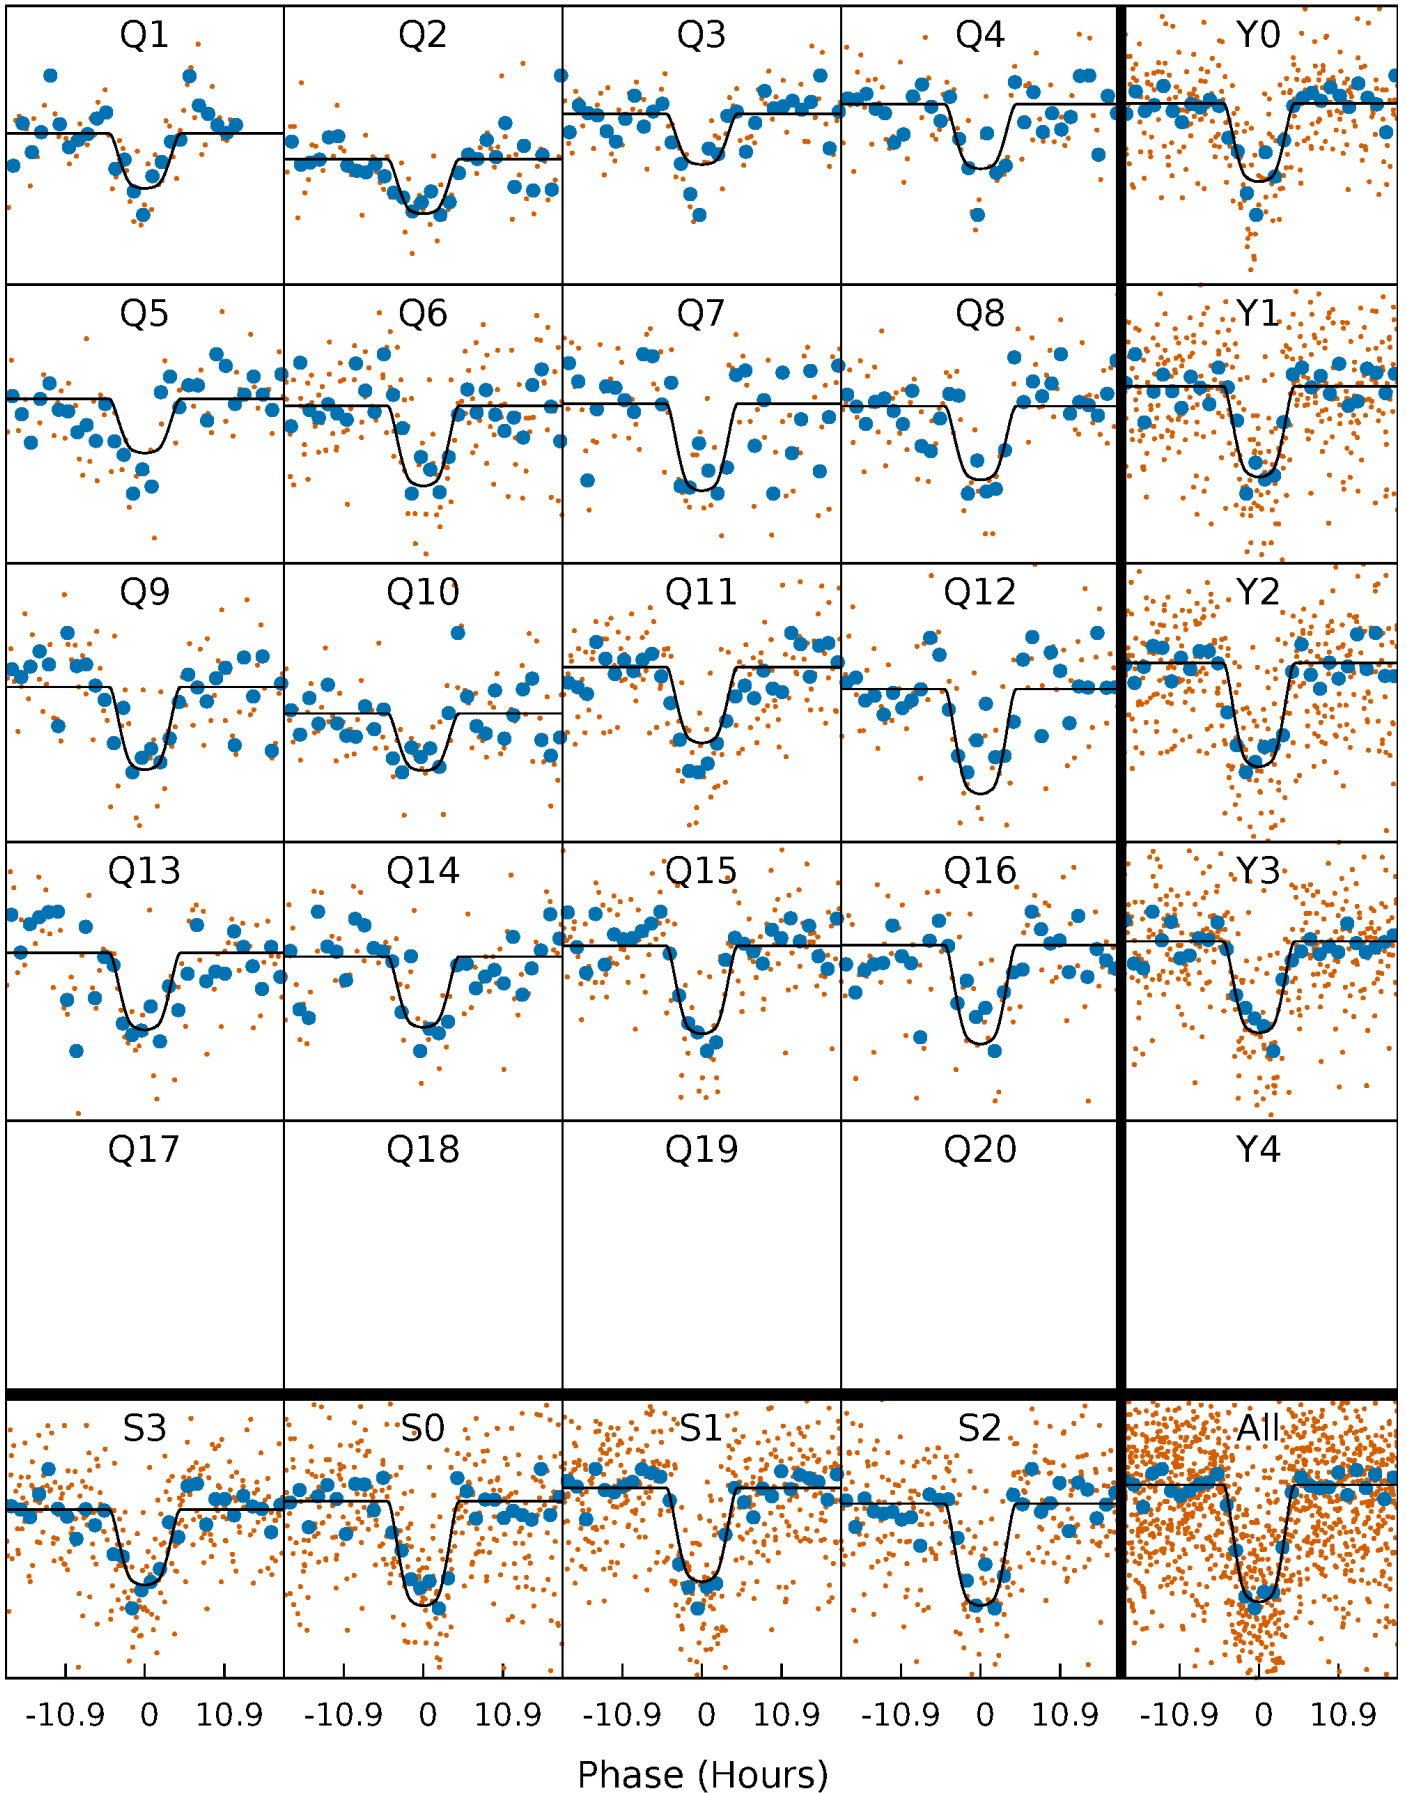 Q1 Q2 Q3 Q4 Y0
Q5 Q6 Q7 Q8 Y1
Q9 Q10 Q11 Q12 Y2
Q13 Q14 Q15 Q16 Y3
Q17 Q18 Q19 Q20 Y4
S3 S0 S1 S2 All
-10.9 0 10.9 -10.9 0 10.9 -10.9 0 10.9 -10.9 0 10.9 -10.9 0 10.9
Phase (Hours)